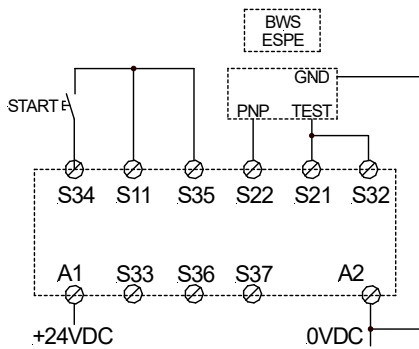 BWS
ESPE
GND
START
PNP TEST
S34 S11 S35 S22 S21 S32
A1 S33 S36 S37 A2
+24VDC 0VDC